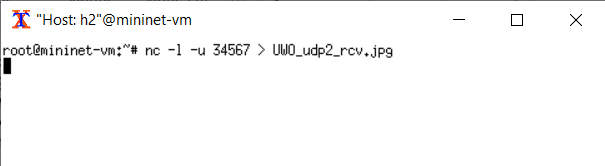 "Host: h2"@mininet-vm
root@mininet-vm:~# nc -l -u 34567 > UWO_udp2_rcv.jpg